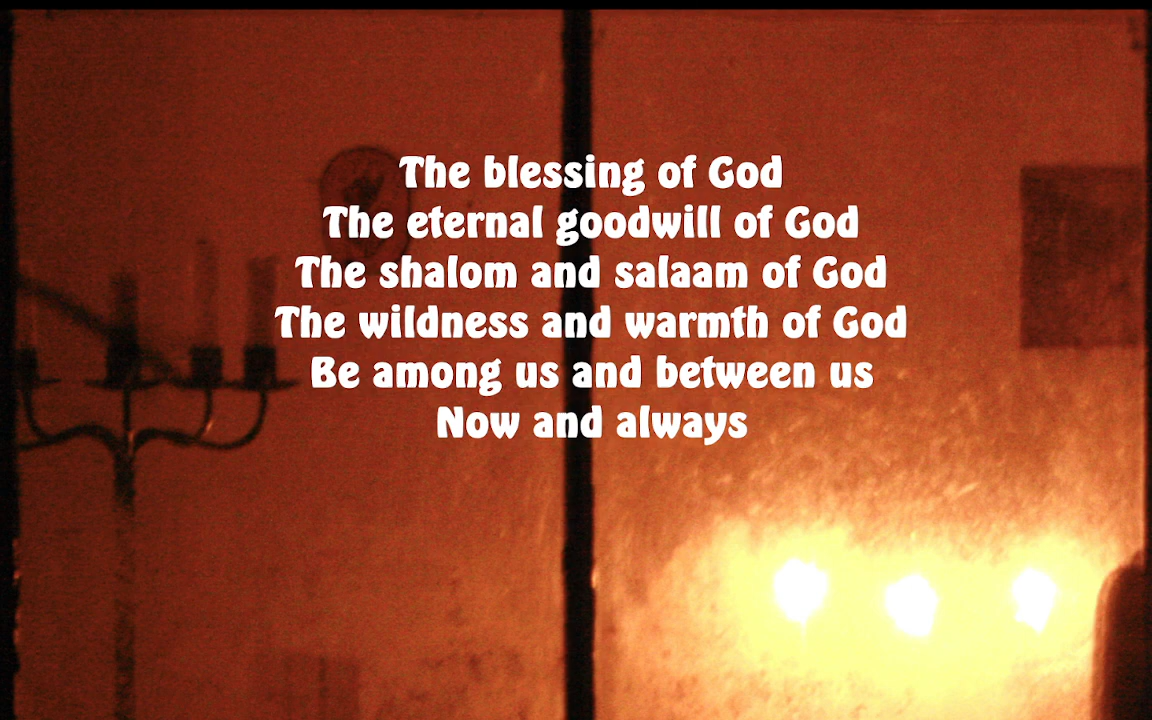 The blessing of God
The eternal goodwill of God
The shalom and salaam of God
The wildness and warmth of God
Be among us and between us
Now and always